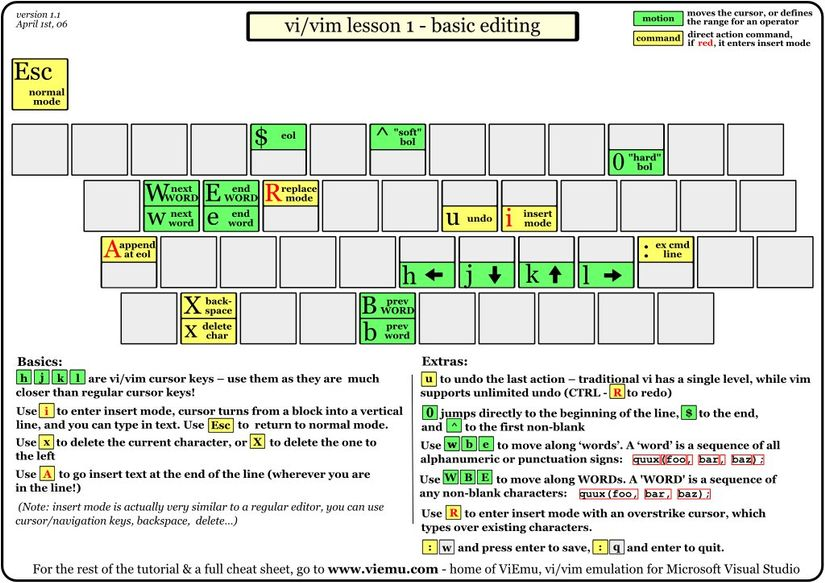 version 1.1
April 1st, 06
vi/vim lesson 1 - basic editing
motion moves the cursor, or defines
the range for an operator
command direct action command,
if red, it enters insert mode
Esc
normal
mode
$ eol
^ "soft"
bol
0 "hard"
bol
W next
WORD
w next
word
E end
WORD
e end
word
R replace
mode
u undo
i insert
mode
A append
at eol
h ←
j ↓
k ↑
l →
: ex cmd
line
X back-
space
x delete
char
B prev
WORD
b prev
word
Basics:
h j k l are vi/vim cursor keys – use them as they are much
closer than regular cursor keys!
Use i to enter insert mode, cursor turns from a block into a vertical
line, and you can type in text. Use Esc to return to normal mode.
Use x to delete the current character, or X to delete the one to
the left
Use A to go insert text at the end of the line (wherever you are
in the line!)
(Note: insert mode is actually very similar to a regular editor, you can use
cursor/navigation keys, backspace, delete...)
Extras:
u to undo the last action – traditional vi has a single level, while vim
supports unlimited undo (CTRL - R to redo)
0 jumps directly to the beginning of the line, $ to the end,
and ^ to the first non-blank
Use w b e to move along ‘words’. A ‘word’ is a sequence of all
alphanumeric or punctuation signs: quux(foo, bar, baz);
Use W B E to move along WORDs. A 'WORD' is a sequence of
any non-blank characters: quux(foo, bar, baz);
Use R to enter insert mode with an overstrike cursor, which
types over existing characters.
: w and press enter to save, : q and enter to quit.
For the rest of the tutorial & a full cheat sheet, go to www.viemu.com - home of ViEmu, vi/vim emulation for Microsoft Visual Studio